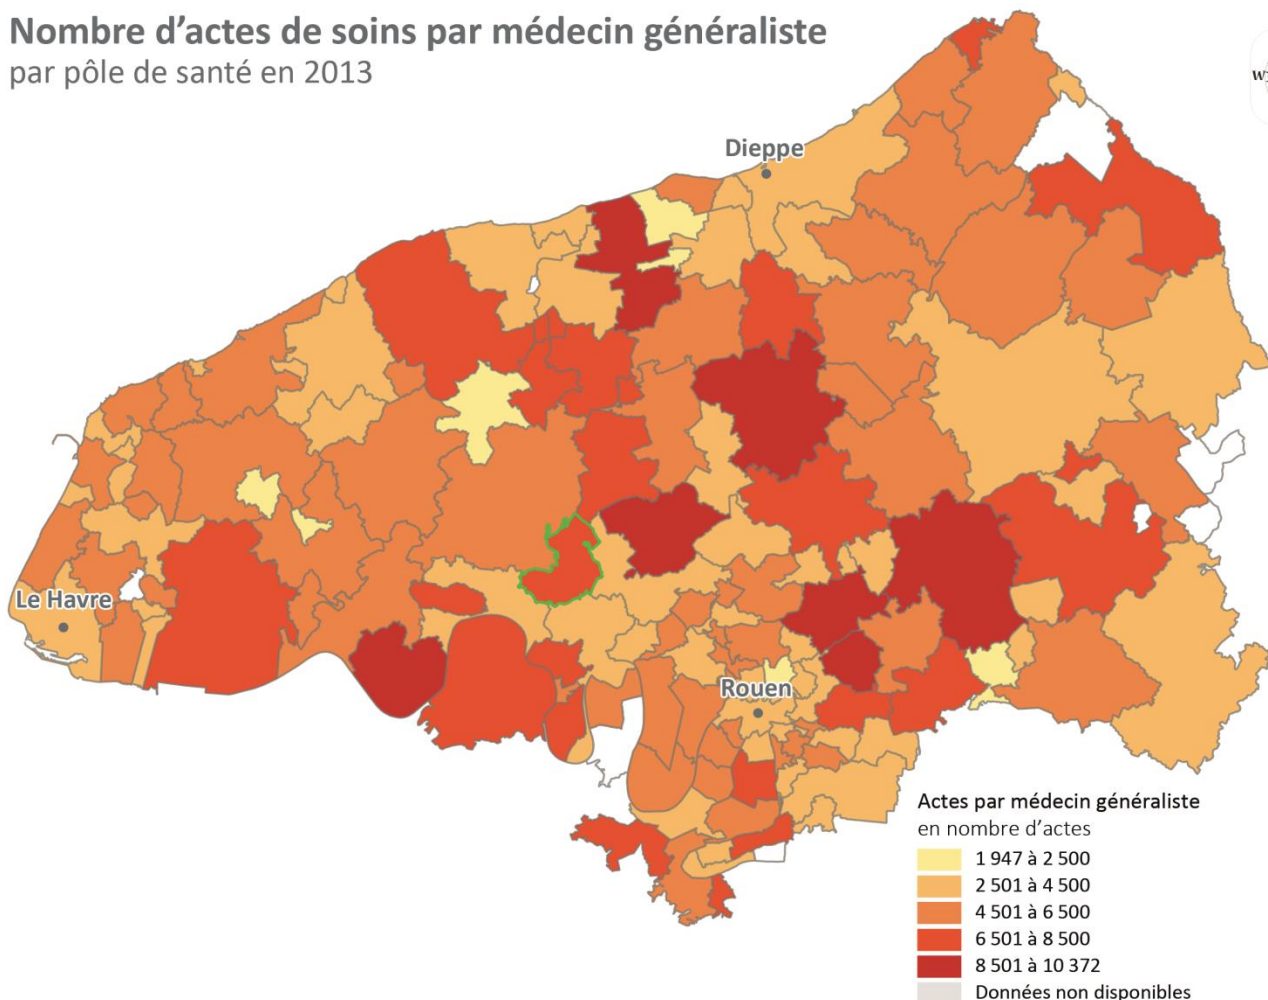 Nombre d'actes de soins par médecin généraliste
par pôle de santé en 2013
Dieppe
Le Havre
Rouen
Actes par médecin généraliste
en nombre d'actes
1 947 à 2 500
2 501 à 4 500
4 501 à 6 500
6 501 à 8 500
8 501 à 10 372
Données non disponibles